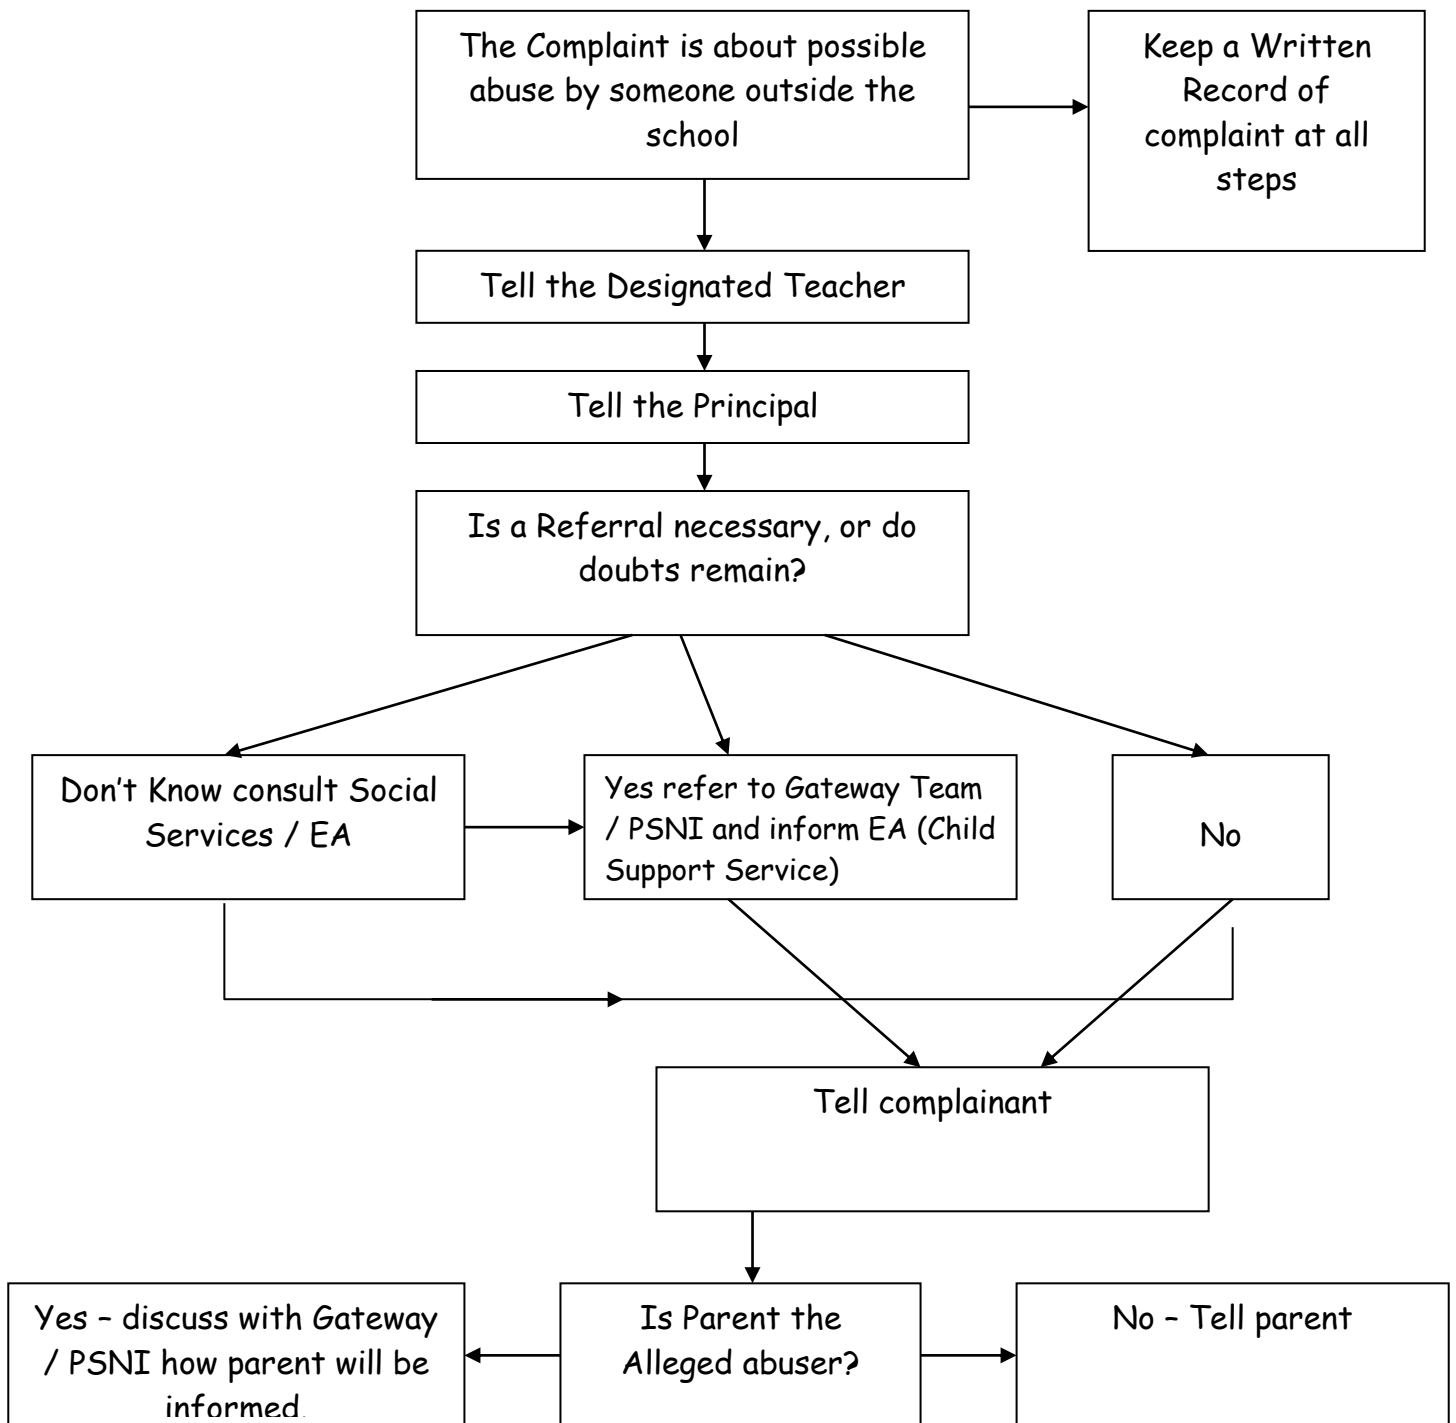 The Complaint is about possible
abuse by someone outside the
school
Keep a Written
Record of
complaint at all
steps
Tell the Designated Teacher
Tell the Principal
Is a Referral necessary, or do
doubts remain?
Don't Know consult Social
Services / EA
Yes refer to Gateway Team
/ PSNI and inform EA (Child
Support Service)
No
Tell complainant
Yes – discuss with Gateway
/ PSNI how parent will be
informed.
Is Parent the
Alleged abuser?
No – Tell parent